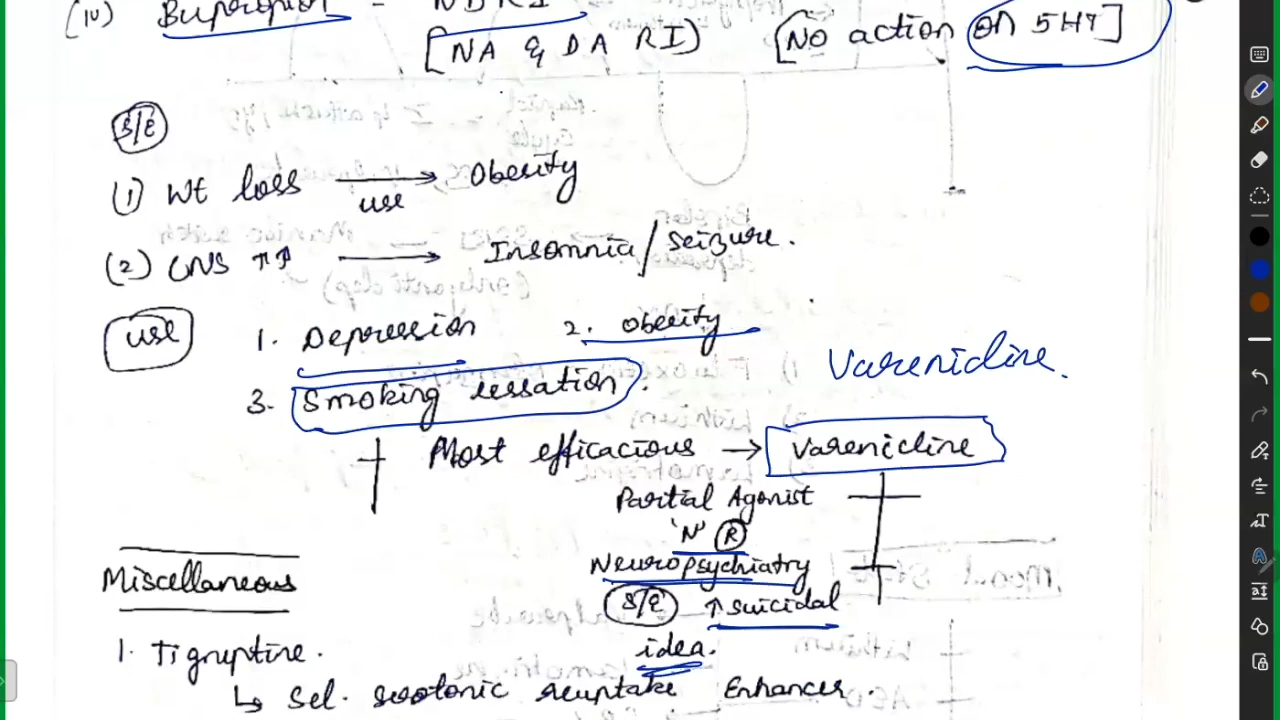 (iv) Bupropion - NDRI
[NA & DA RI) [NO action on 5HT]
S/E
(1) Wt loss → Obesity
use
(2) CNS ↑↑ → Insomnia / seizure.
use 1. Depression 2. Obesity
Varenicline.
3. Smoking cessation.
Most efficacious → Varenicline
Partial Agonist
'N' R
Neuropsychiatry
S/E ↑ suicidal
idea.
Miscellaneous
1. Tigruptine.
↳ Sel. seotonic reuptake Enhancer.